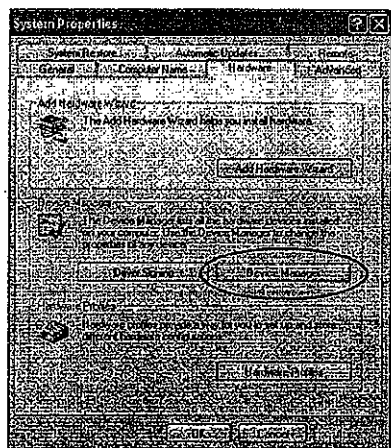 System Properties
System Restore Automatic Updates Remote
General Computer Name Hardware Advanced
Add Hardware Wizard
The Add Hardware Wizard helps you install hardware.
Add Hardware Wizard
Device Manager
The Device Manager lists all the hardware devices installed
on your computer. Use the Device Manager to change the
properties of any device.
Driver Signing Device Manager
Hardware profiles provide a way for you to set up and store
different hardware configurations.
Hardware Profiles
OK Cancel